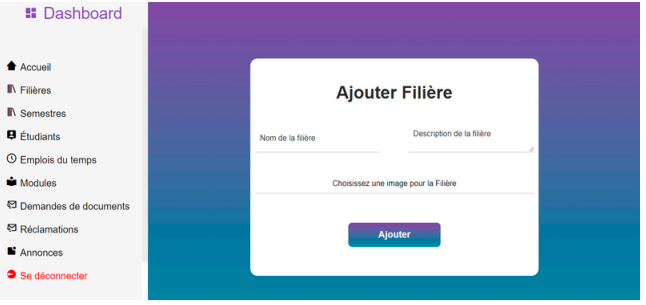 Dashboard
Accueil
Filières
Semestres
Étudiants
Emplois du temps
Modules
Demandes de documents
Réclamations
Annonces
Se déconnecter
Ajouter Filière
Nom de la filière
Description de la filière
Choisissez une image pour la Filière
Ajouter